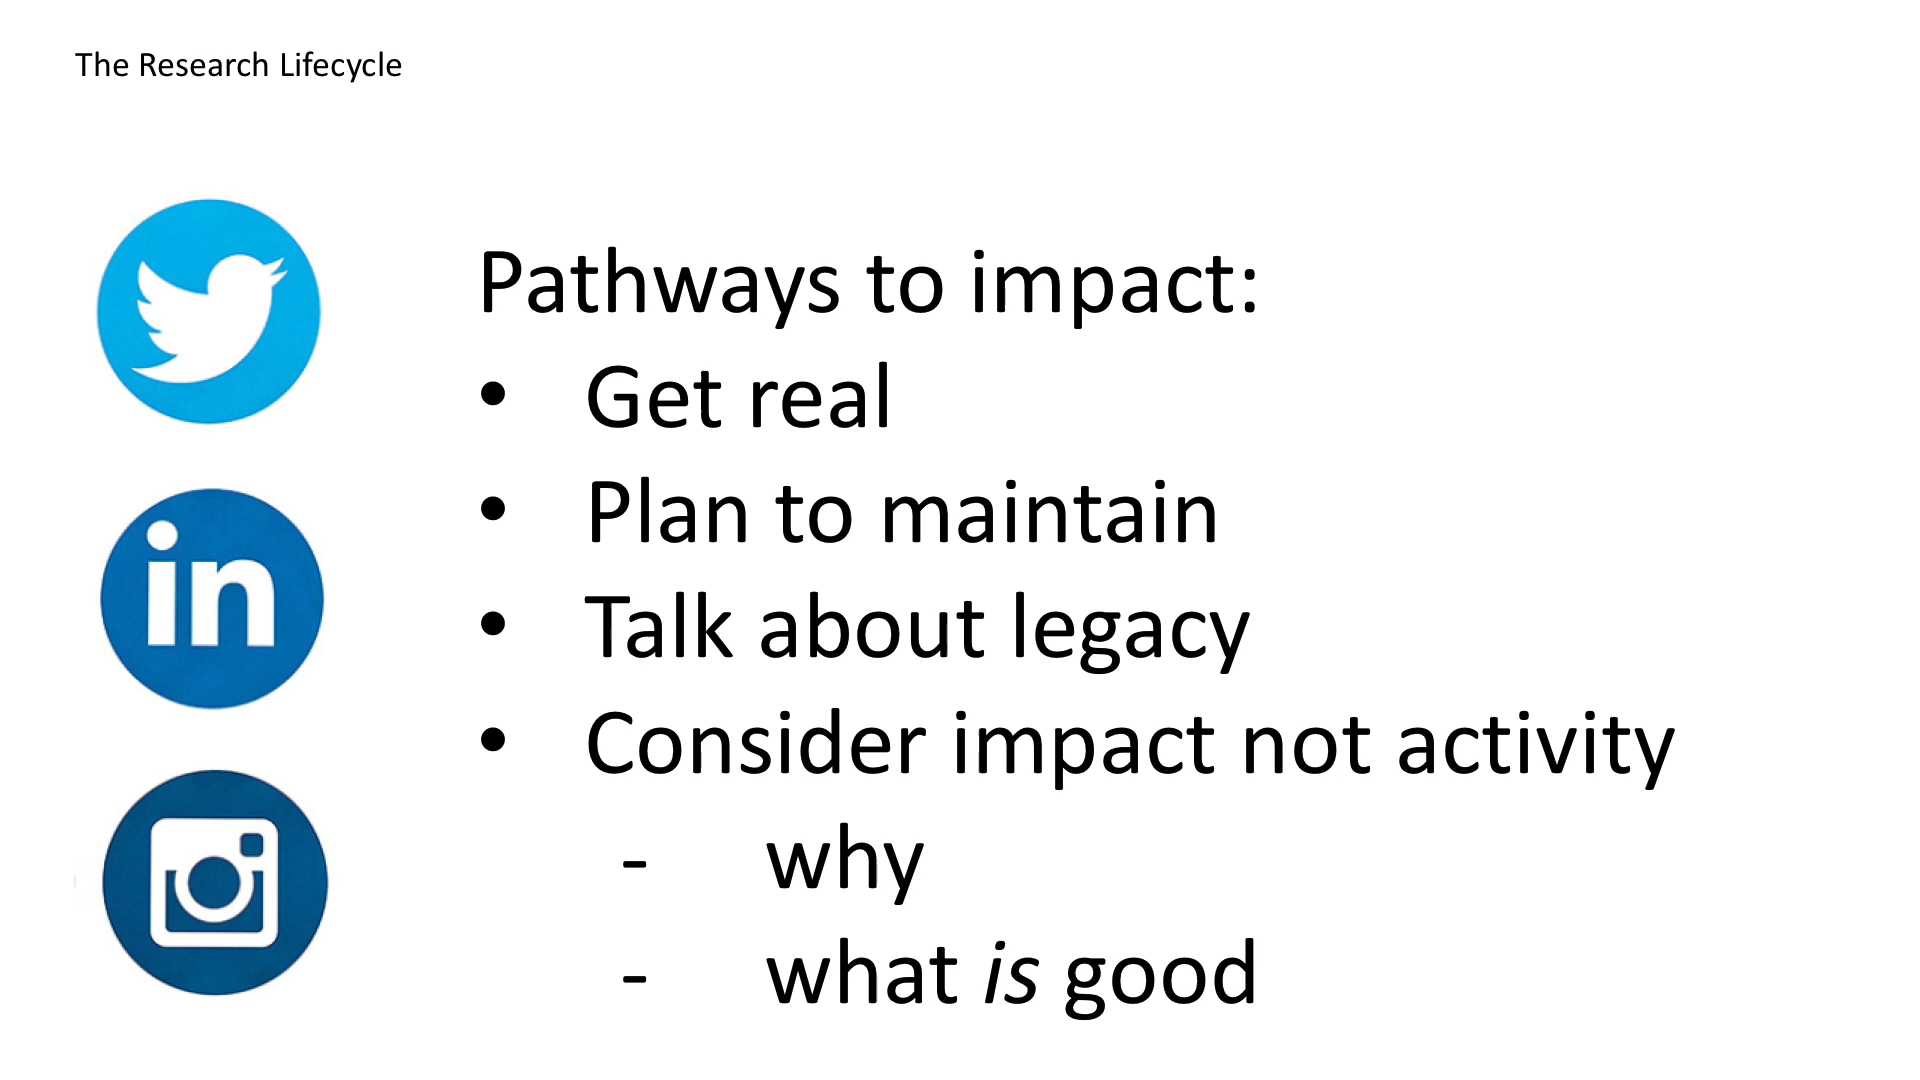 The Research Lifecycle
in
Pathways to impact:
• Get real
• Plan to maintain
• Talk about legacy
• Consider impact not activity
- why
- what is good